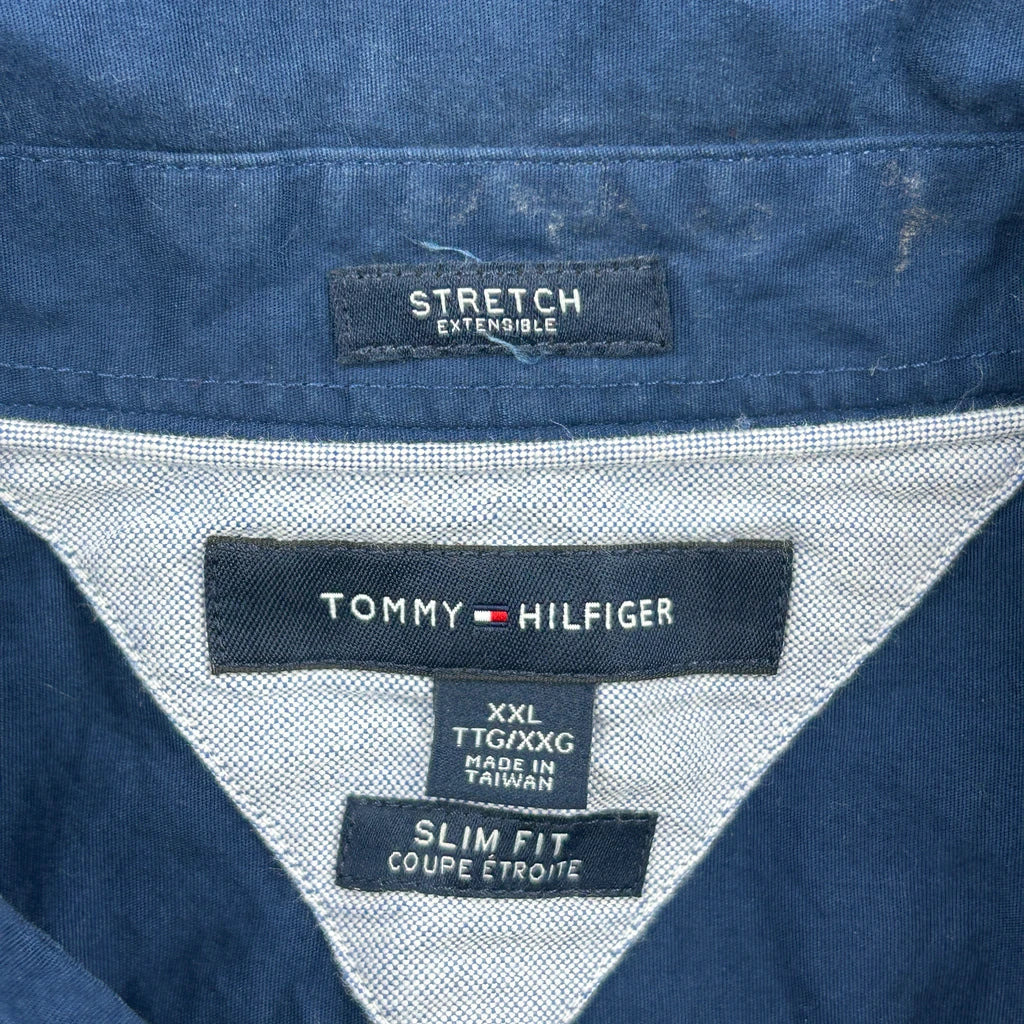 STRETCH
EXTENSIBLE
TOMMY HILFIGER
XXL
TTG/XXG
MADE IN
TAIWAN
SLIM FIT
COUPE ÉTROITE